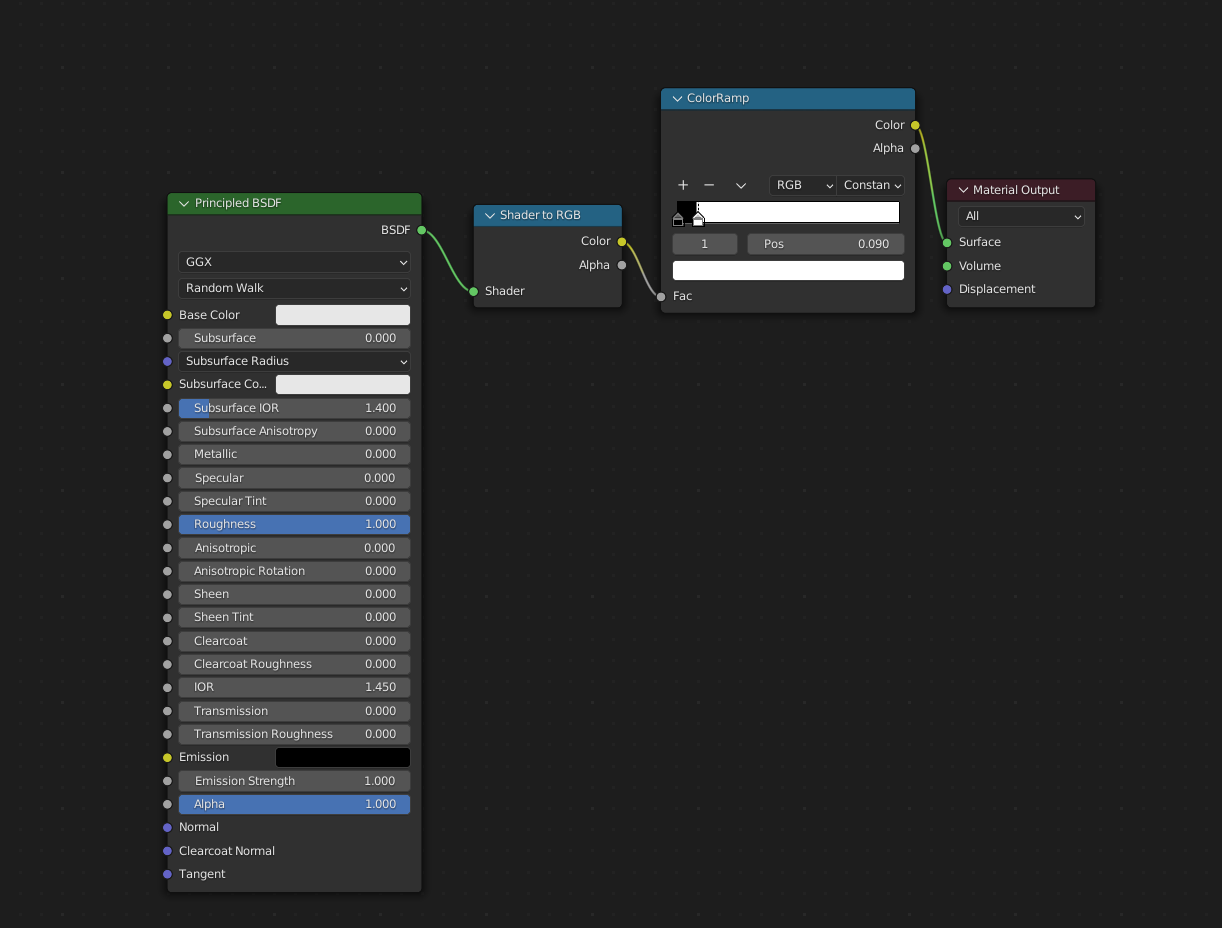 Principled BSDF
BSDF
GGX
Random Walk
Base Color
Subsurface 0.000
Subsurface Radius
Subsurface Co...
Subsurface IOR 1.400
Subsurface Anisotropy 0.000
Metallic 0.000
Specular 0.000
Specular Tint 0.000
Roughness 1.000
Anisotropic 0.000
Anisotropic Rotation 0.000
Sheen 0.000
Sheen Tint 0.000
Clearcoat 0.000
Clearcoat Roughness 0.000
IOR 1.450
Transmission 0.000
Transmission Roughness 0.000
Emission
Emission Strength 1.000
Alpha 1.000
Normal
Clearcoat Normal
Tangent
Shader to RGB
Color
Alpha
Shader
ColorRamp
Color
Alpha
RGB Constan
1 Pos 0.090
Fac
Material Output
All
Surface
Volume
Displacement